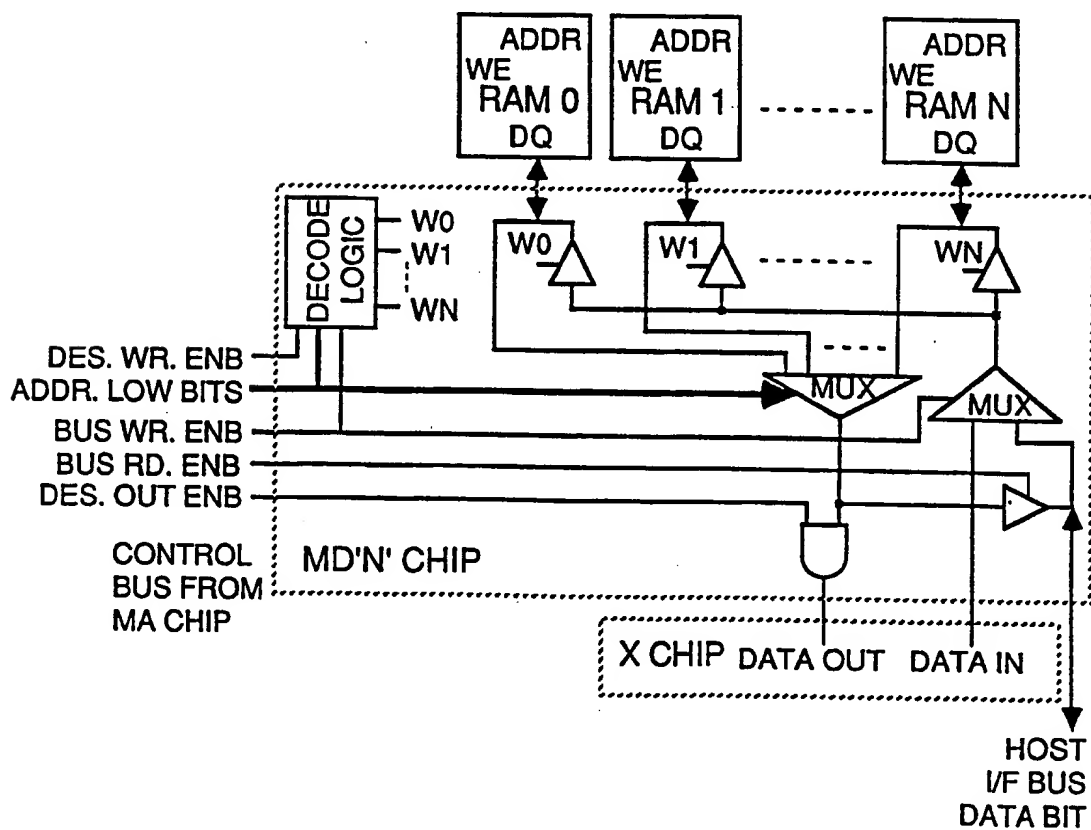 ADDR
WE
RAM 0
DQ
ADDR
WE
RAM 1
DQ
ADDR
WE
RAM N
DQ
DECODE
LOGIC
W0
W1
WN
W0
W1
WN
DES. WR. ENB
ADDR. LOW BITS
BUS WR. ENB
BUS RD. ENB
DES. OUT ENB
MUX
MUX
CONTROL
BUS FROM
MA CHIP
MD'N' CHIP
X CHIP
DATA OUT
DATA IN
HOST
I/F BUS
DATA BIT